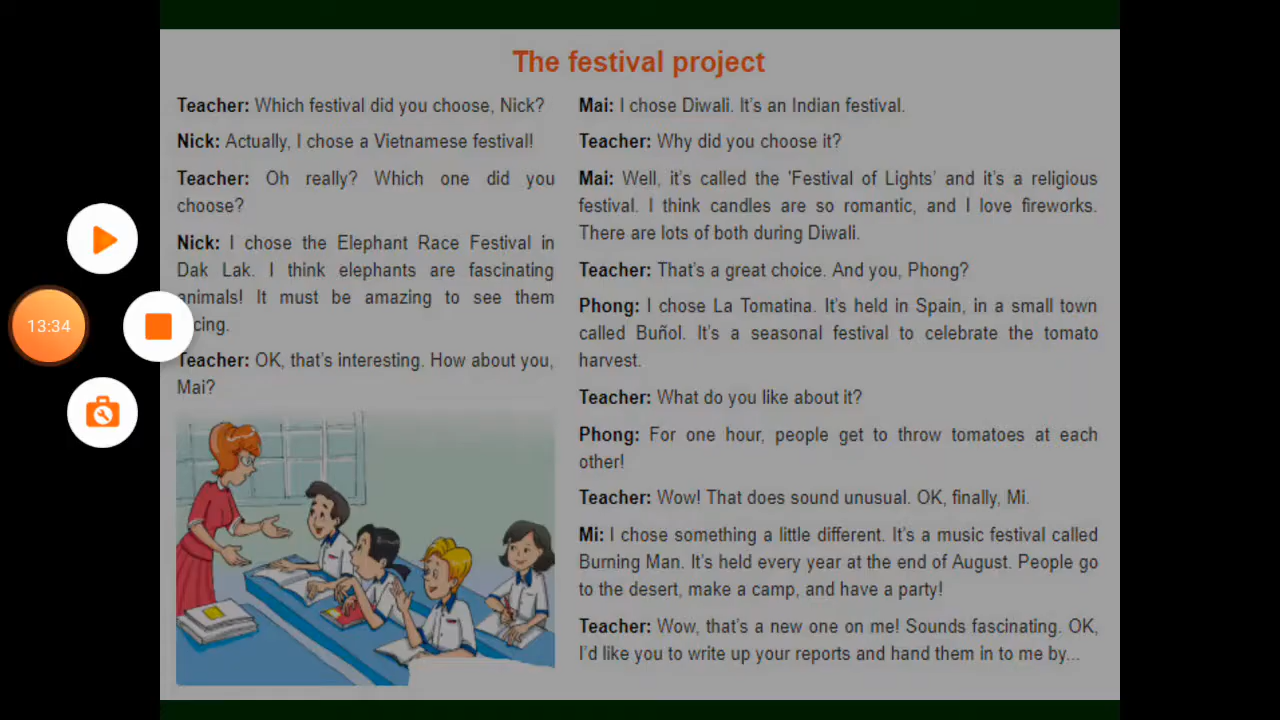 The festival project
Teacher: Which festival did you choose, Nick?
Nick: Actually, I chose a Vietnamese festival!
Teacher: Oh really? Which one did you
choose?
Nick: I chose the Elephant Race Festival in
Dak Lak. I think elephants are fascinating
animals! It must be amazing to see them
cing.
Teacher: OK, that's interesting. How about you,
Mai?
Mai: I chose Diwali. It's an Indian festival.
Teacher: Why did you choose it?
Mai: Well, it's called the 'Festival of Lights' and it's a religious
festival. I think candles are so romantic, and I love fireworks.
There are lots of both during Diwali.
Teacher: That's a great choice. And you, Phong?
Phong: I chose La Tomatina. It's held in Spain, in a small town
called Buñol. It's a seasonal festival to celebrate the tomato
harvest.
Teacher: What do you like about it?
Phong: For one hour, people get to throw tomatoes at each
other!
Teacher: Wow! That does sound unusual. OK, finally, Mi.
Mi: I chose something a little different. It's a music festival called
Burning Man. It's held every year at the end of August. People go
to the desert, make a camp, and have a party!
Teacher: Wow, that's a new one on me! Sounds fascinating. OK,
I'd like you to write up your reports and hand them in to me by...
13:34